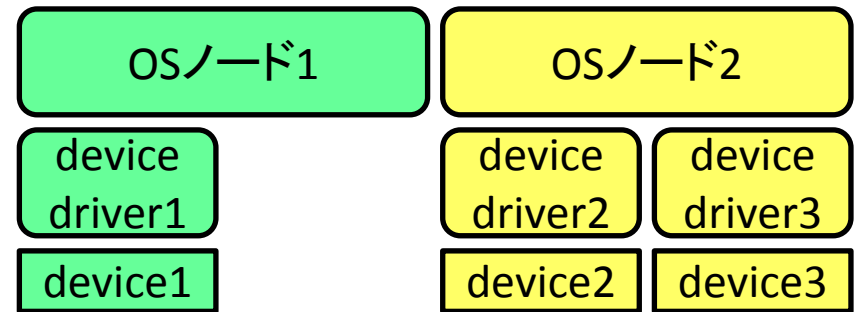 OSノード1
OSノード2
device
driver1
device
driver2
device
driver3
device1
device2
device3